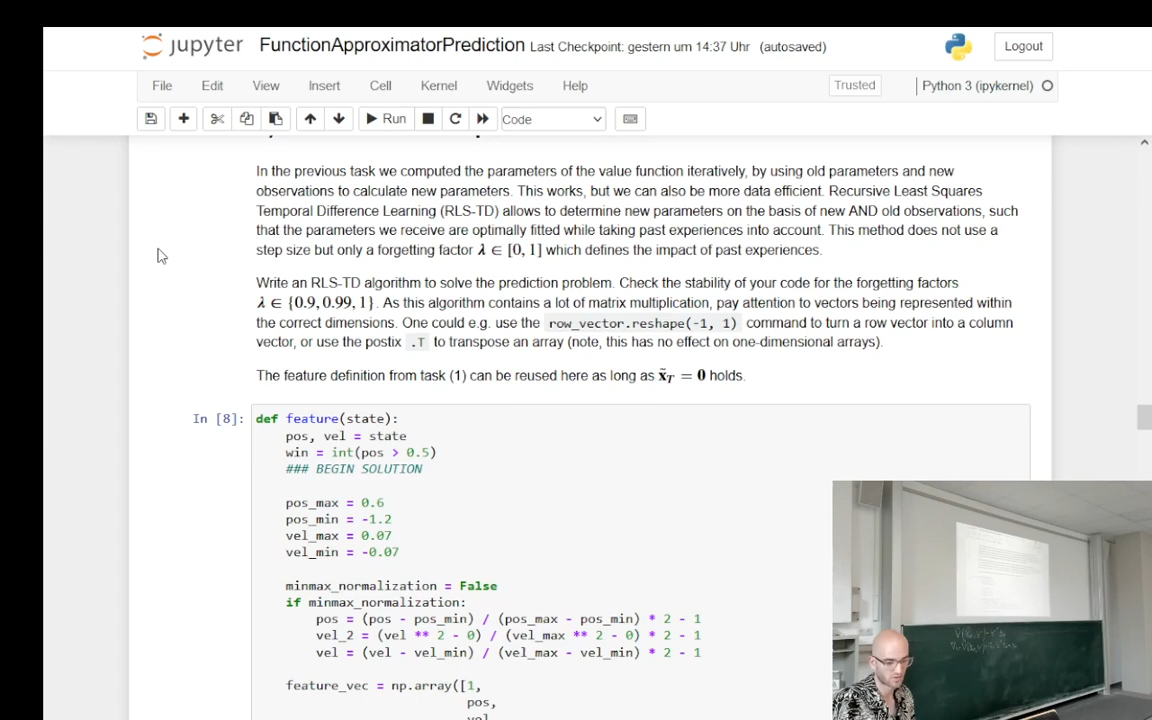 jupyter FunctionApproximatorPrediction Last Checkpoint: gestern um 14:37 Uhr (autosaved) Logout
File Edit View Insert Cell Kernel Widgets Help Trusted Python 3 (ipykernel)
Run Code
In the previous task we computed the parameters of the value function iteratively, by using old parameters and new
observations to calculate new parameters. This works, but we can also be more data efficient. Recursive Least Squares
Temporal Difference Learning (RLS-TD) allows to determine new parameters on the basis of new AND old observations, such
that the parameters we receive are optimally fitted while taking past experiences into account. This method does not use a
step size but only a forgetting factor λ ∈ [0, 1] which defines the impact of past experiences.
Write an RLS-TD algorithm to solve the prediction problem. Check the stability of your code for the forgetting factors
λ ∈ {0.9, 0.99, 1}. As this algorithm contains a lot of matrix multiplication, pay attention to vectors being represented within
the correct dimensions. One could e.g. use the row_vector.reshape(-1, 1) command to turn a row vector into a column
vector, or use the postix .T to transpose an array (note, this has no effect on one-dimensional arrays).
The feature definition from task (1) can be reused here as long as x̃_T = 0 holds.
In [8]: def feature(state):
pos, vel = state
win = int(pos > 0.5)
### BEGIN SOLUTION
pos_max = 0.6
pos_min = -1.2
vel_max = 0.07
vel_min = -0.07
minmax_normalization = False
if minmax_normalization:
pos = (pos - pos_min) / (pos_max - pos_min) * 2 - 1
vel_2 = (vel ** 2 - 0) / (vel_max ** 2 - 0) * 2 - 1
vel = (vel - vel_min) / (vel_max - vel_min) * 2 - 1
feature_vec = np.array([1,
pos,
vel